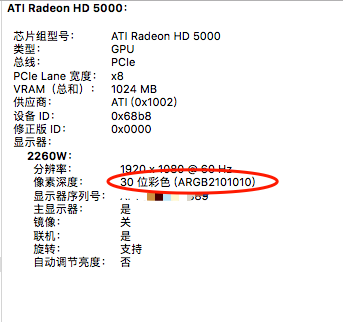 ATI Radeon HD 5000：
芯片组型号： ATI Radeon HD 5000
类型： GPU
总线： PCIe
PCIe Lane 宽度： x8
VRAM（总和）： 1024 MB
供应商： ATI (0x1002)
设备 ID： 0x68b8
修正版 ID： 0x0000
显示器：
2260W：
分辨率： 1920 x 1080 @ 60 Hz
像素深度： 30 位彩色 (ARGB2101010)
显示器序列号：
主显示器： 是
镜像： 关
联机： 是
旋转： 支持
自动调节亮度： 否